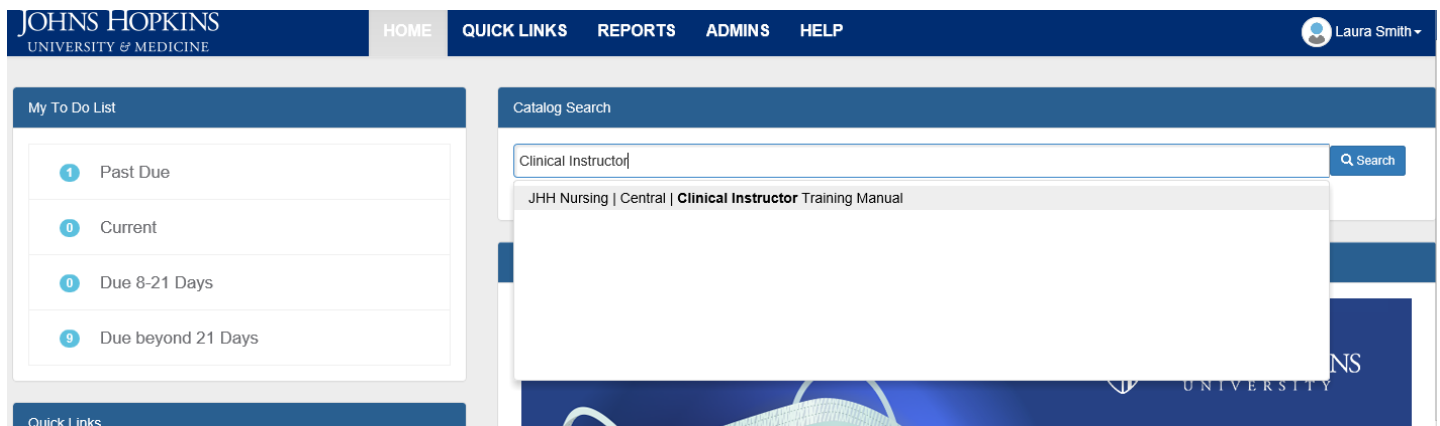 JOHNS HOPKINS
UNIVERSITY & MEDICINE
HOME QUICK LINKS REPORTS ADMINS HELP
Laura Smith
My To Do List
1 Past Due
0 Current
0 Due 8-21 Days
9 Due beyond 21 Days
Quick Links
Catalog Search
Clinical Instructor
Search
JHH Nursing | Central | Clinical Instructor Training Manual
NS
UNIVERSITY